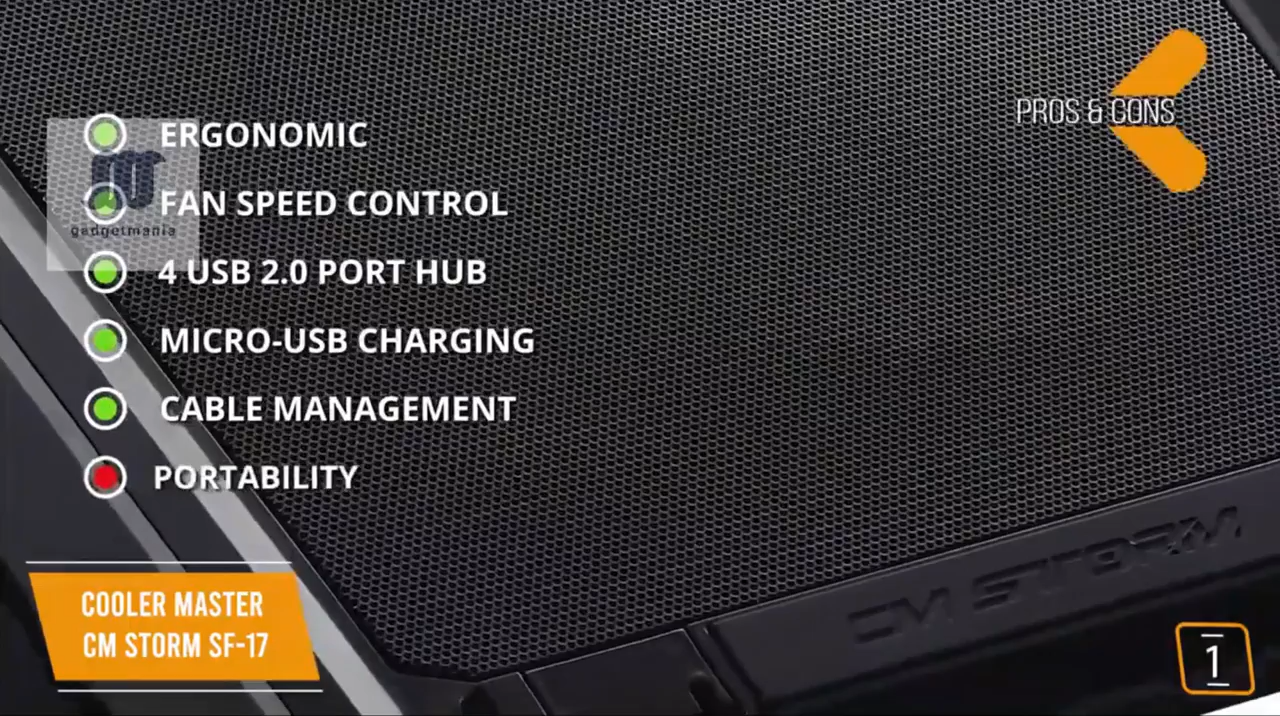 PROS & CONS
ERGONOMIC
FAN SPEED CONTROL
gadgetmania
4 USB 2.0 PORT HUB
MICRO-USB CHARGING
CABLE MANAGEMENT
PORTABILITY
CM STORM
COOLER MASTER
CM STORM SF-17
1